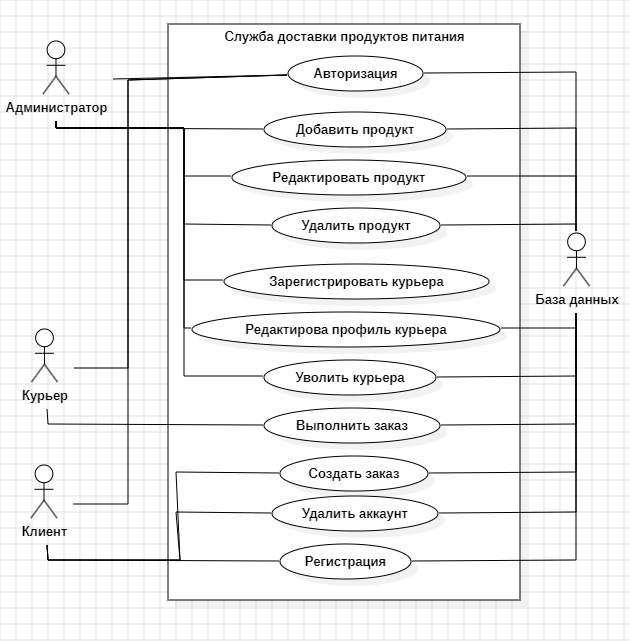 Служба доставки продуктов питания
Авторизация
Администратор
Добавить продукт
Редактировать продукт
Удалить продукт
Зарегистрировать курьера
База данных
Редактирова профиль курьера
Уволить курьера
Курьер
Выполнить заказ
Создать заказ
Удалить аккаунт
Клиент
Регистрация